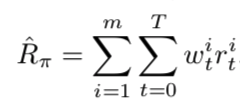 R̂_π = ∑_{i=1}^{m} ∑_{t=0}^{T} w_t^i r_t^i.